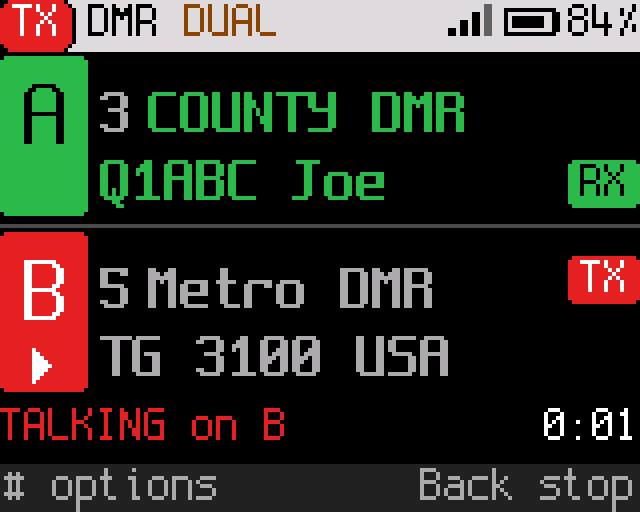 TX DMR DUAL 84%
A 3 COUNTY DMR
Q1ABC Joe RX
B 5 Metro DMR TX
TG 3100 USA
TALKING on B 0:01
# options Back stop